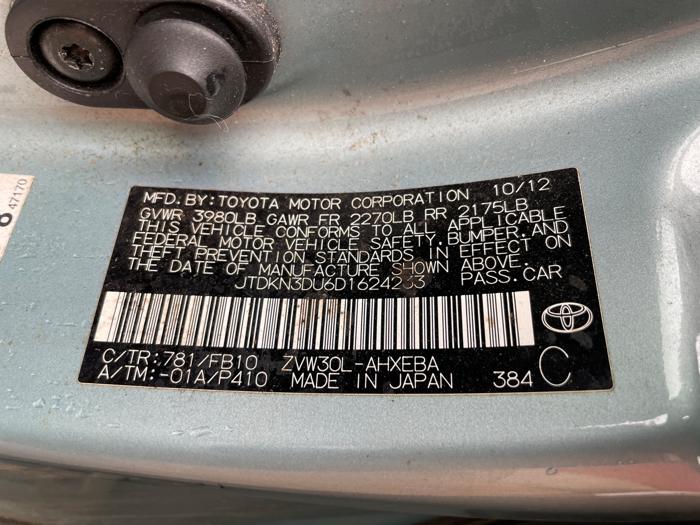 MFD.BY:TOYOTA MOTOR CORPORATION 10/12
GVWR 3980LB GAWR FR 2270LB RR 2175LB
THIS VEHICLE CONFORMS TO ALL APPLICABLE
FEDERAL MOTOR VEHICLE SAFETY,BUMPER,AND
THEFT PREVENTION STANDARDS IN EFFECT ON
THE DATE OF MANUFACTURE SHOWN ABOVE.
JTDKN3DU6D1624233 PASS.CAR
C/TR:781/FB10 ZVW30L-AHXEBA
A/TM:-01A/P410 MADE IN JAPAN 384 C
47170